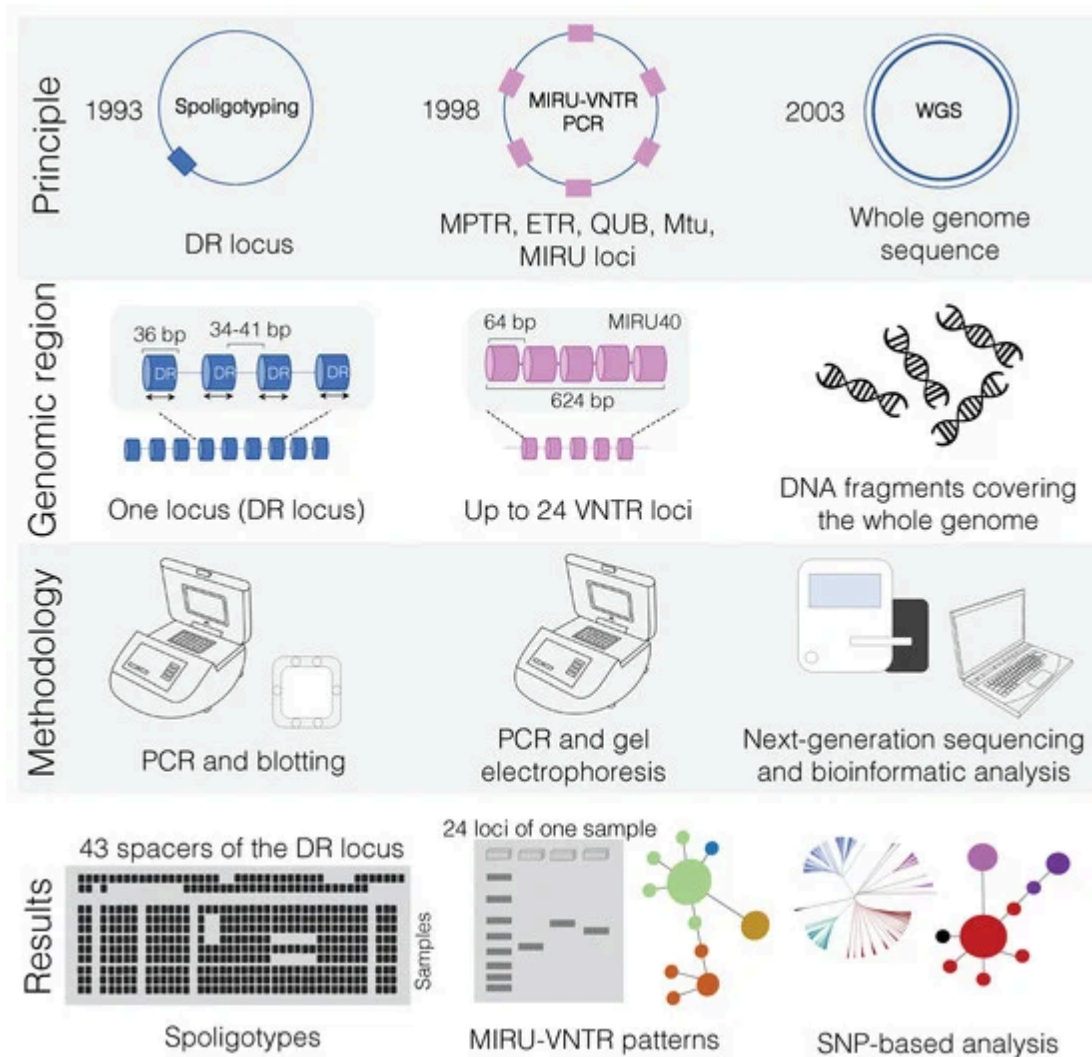 Principle
1993
Spoligotyping
DR locus
1998
MIRU-VNTR
PCR
MPTR, ETR, QUB, Mtu,
MIRU loci
2003
WGS
Whole genome
sequence
Genomic region
36 bp
34-41 bp
DR
DR
DR
DR
One locus (DR locus)
64 bp
MIRU40
624 bp
Up to 24 VNTR loci
DNA fragments covering
the whole genome
Methodology
PCR and blotting
PCR and gel
electrophoresis
Next-generation sequencing
and bioinformatic analysis
Results
43 spacers of the DR locus
Samples
Spoligotypes
24 loci of one sample
MIRU-VNTR patterns
SNP-based analysis